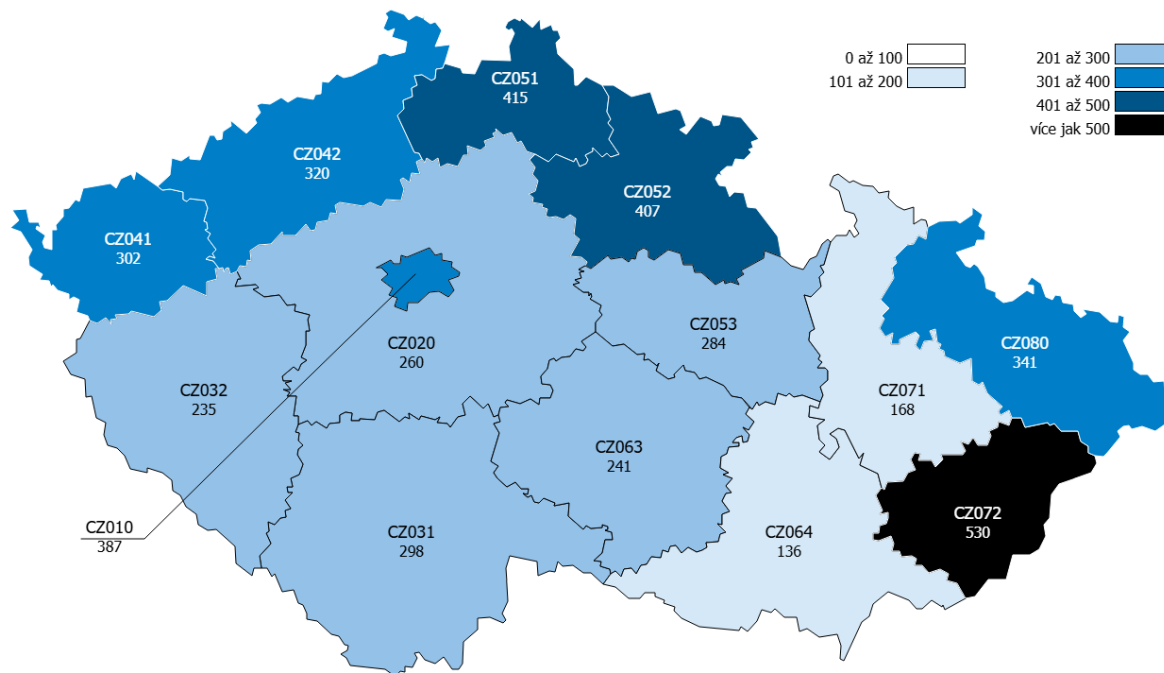 0 až 100
101 až 200
201 až 300
301 až 400
401 až 500
více jak 500
CZ051
415
CZ042
320
CZ052
407
CZ041
302
CZ020
260
CZ053
284
CZ080
341
CZ032
235
CZ071
168
CZ063
241
CZ010
387
CZ031
298
CZ064
136
CZ072
530